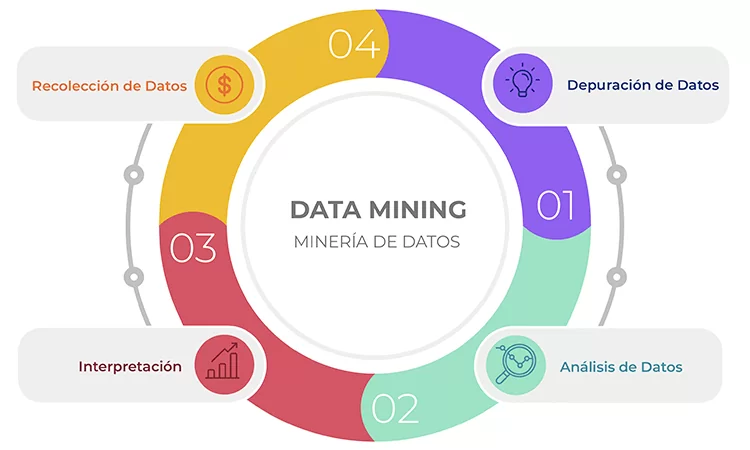 04
Recolección de Datos
$
Depuración de Datos
DATA MINING
MINERÍA DE DATOS
01
03
Interpretación
Análisis de Datos
02